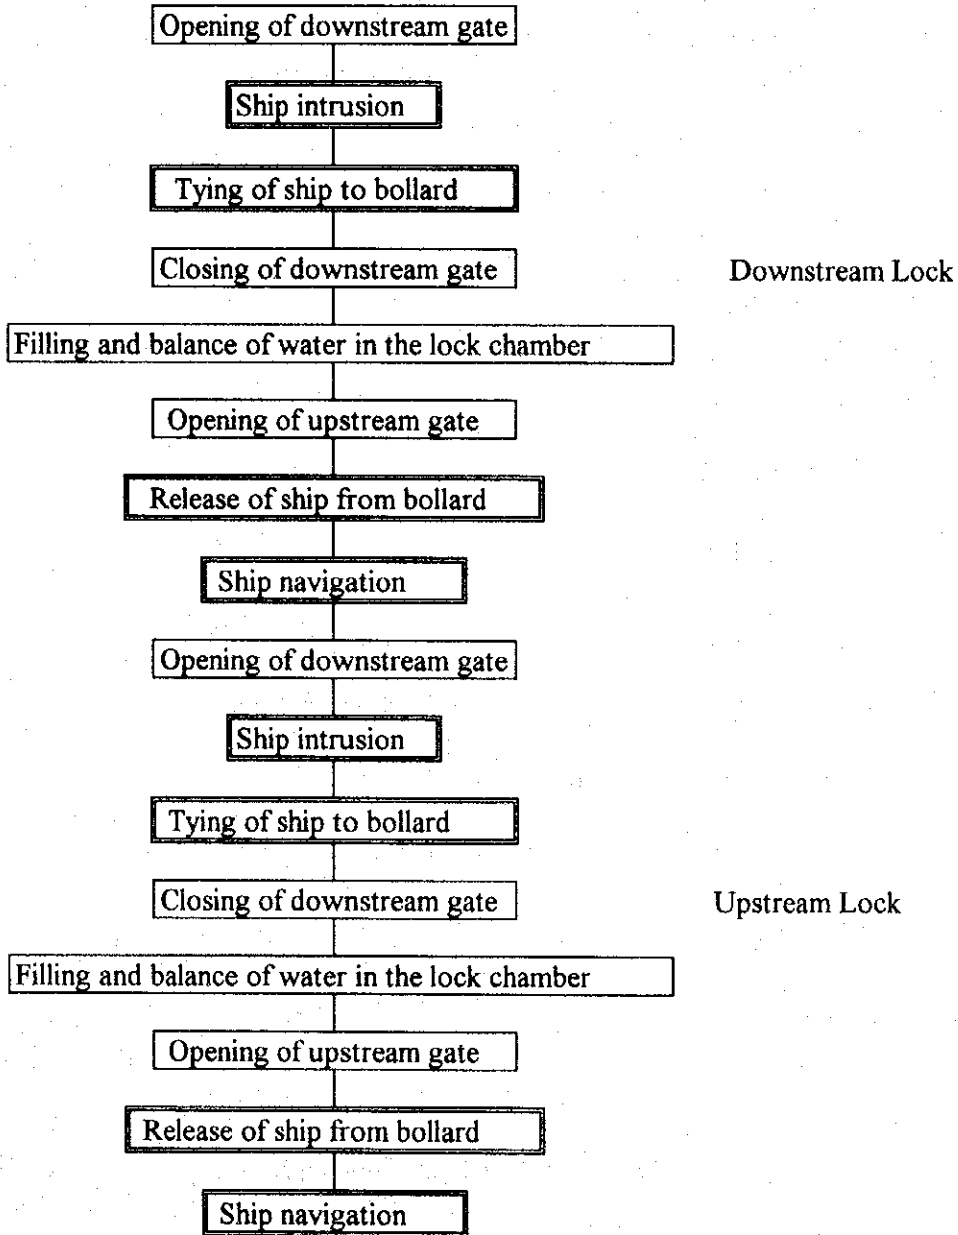 Opening of downstream gate
Ship intrusion
Tying of ship to bollard
Closing of downstream gate
Downstream Lock
Filling and balance of water in the lock chamber
Opening of upstream gate
Release of ship from bollard
Ship navigation
Opening of downstream gate
Ship intrusion
Tying of ship to bollard
Closing of downstream gate
Upstream Lock
Filling and balance of water in the lock chamber
Opening of upstream gate
Release of ship from bollard
Ship navigation